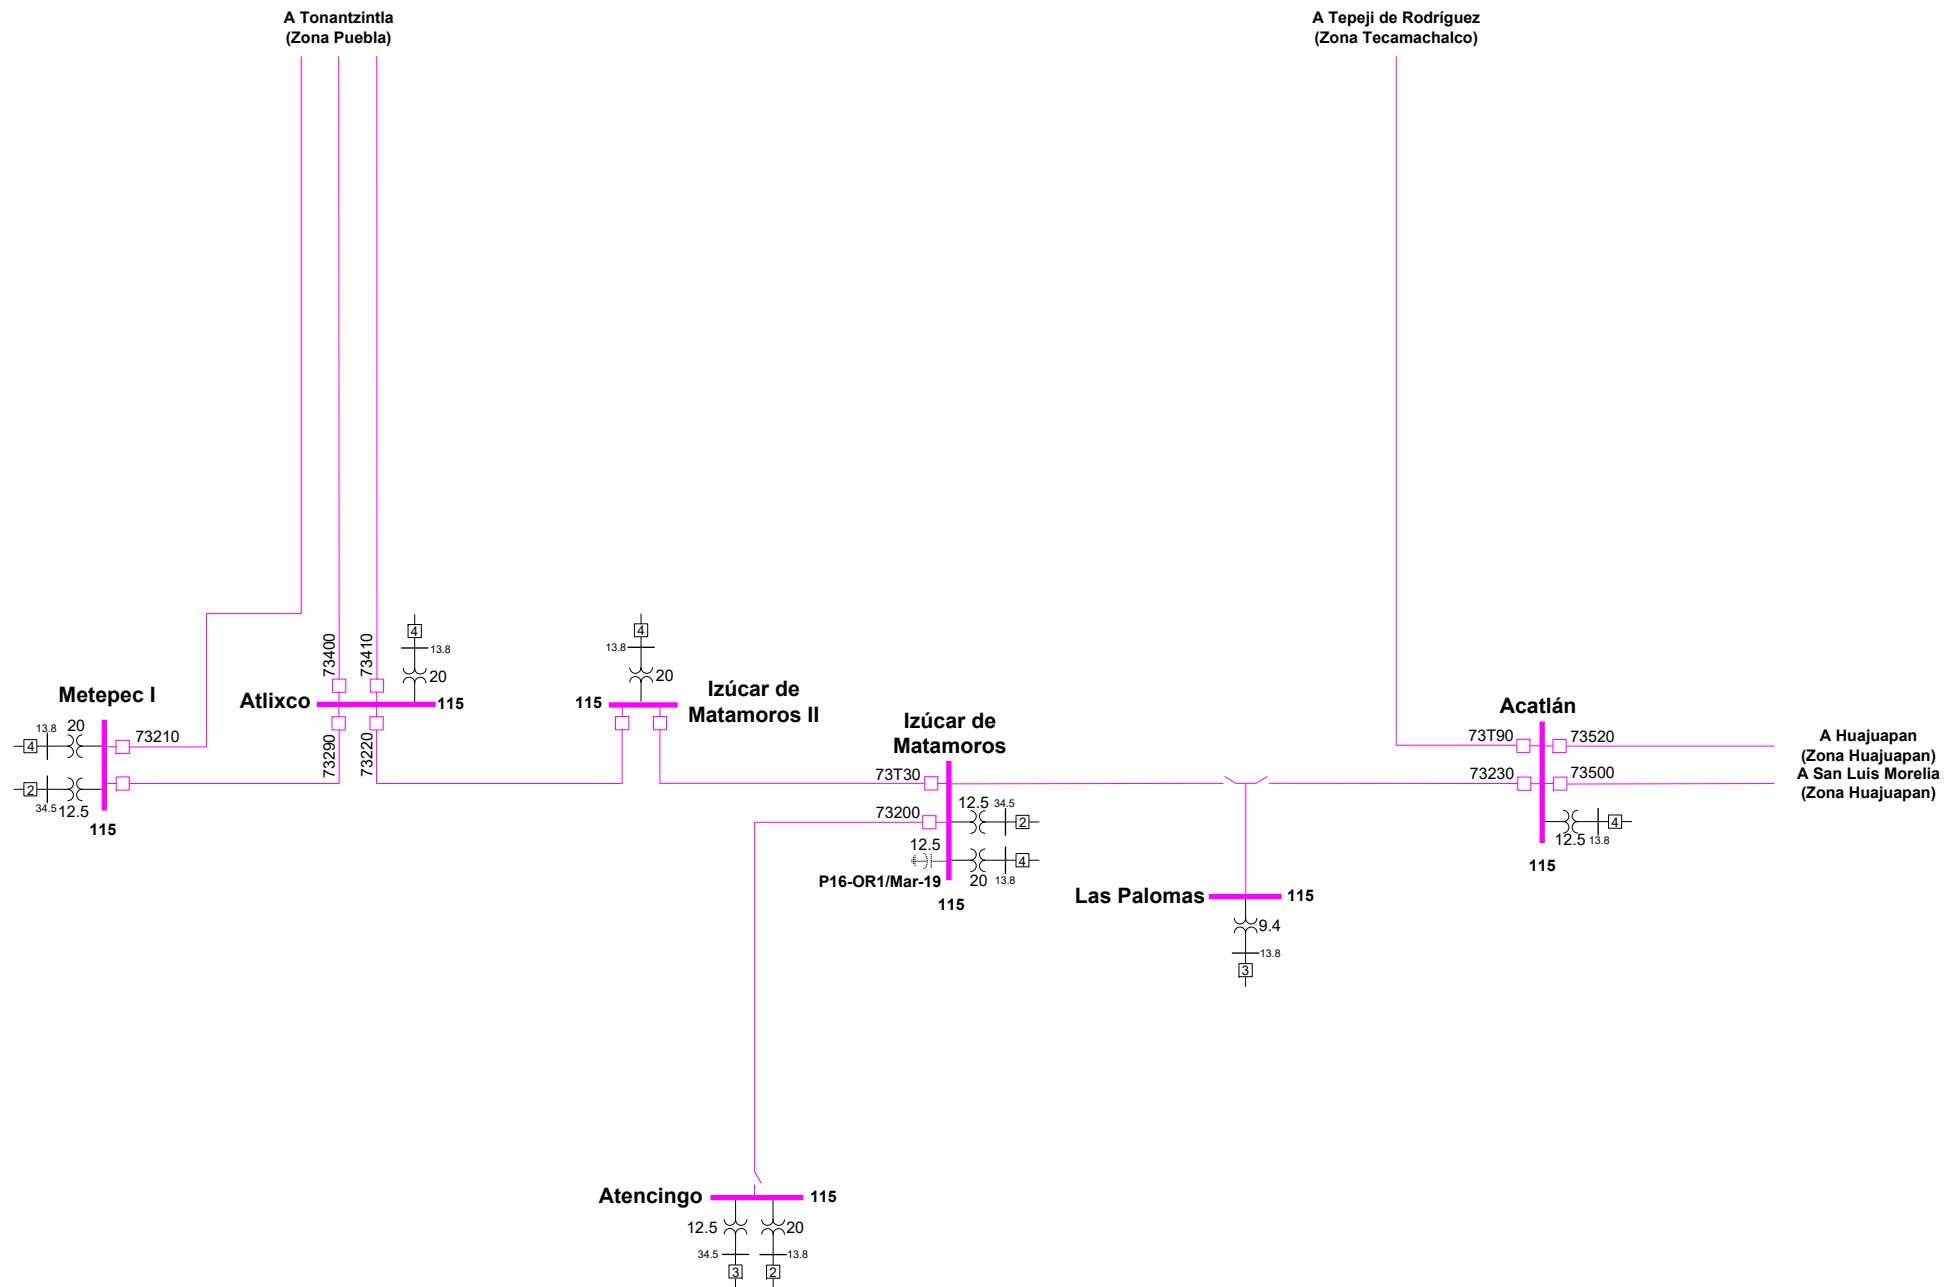 A Tonantzintla
(Zona Puebla)
A Tepeji de Rodríguez
(Zona Tecamachalco)
73400
73410
4
13.8
20
Atlixco
115
73290
73220
Metepec I
13.8
20
4
73210
2
34.5
12.5
115
4
13.8
20
115
Izúcar de
Matamoros II
Izúcar de
Matamoros
73T30
73200
12.5
34.5
2
12.5
4
P16-OR1/Mar-19
20
13.8
115
Las Palomas
115
9.4
13.8
3
Acatlán
73T90
73520
73230
73500
4
12.5
13.8
115
A Huajuapan
(Zona Huajuapan)
A San Luis Morelia
(Zona Huajuapan)
Atencingo
115
12.5
20
34.5
13.8
3
2